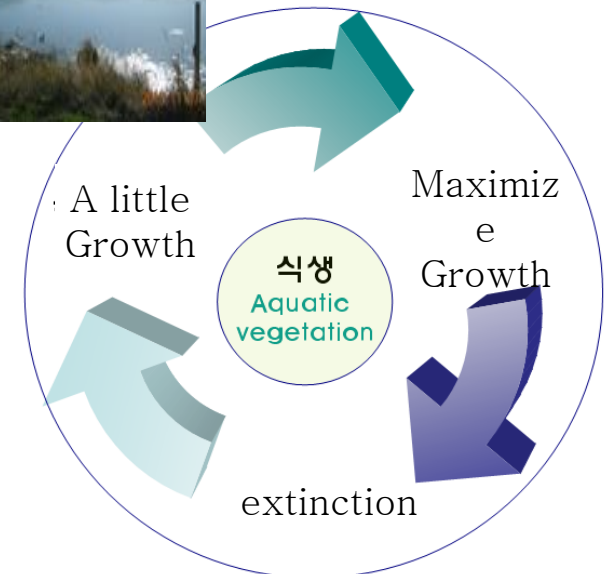 A little
Growth
Maximiz
e
Growth
식생
Aquatic
vegetation
extinction